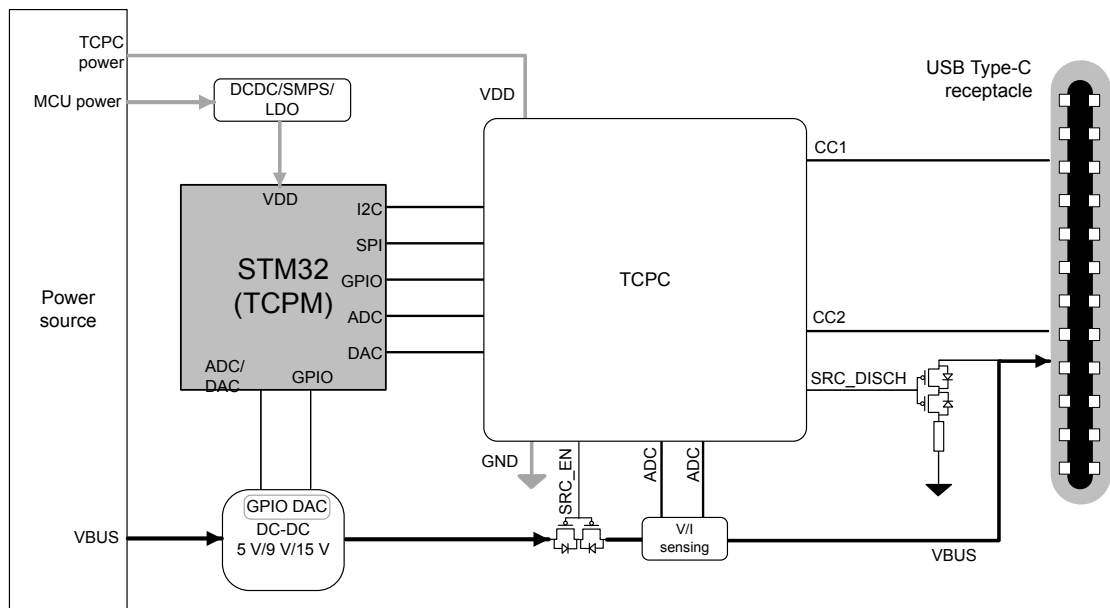 TCPC
power
MCU power
DCDC/SMPS/
LDO
VDD
USB Type-C
receptacle
CC1
VDD
I2C
SPI
STM32
(TCPM)
GPIO
TCPC
Power
source
ADC
CC2
DAC
ADC/
DAC
GPIO
SRC_DISCH
GND
SRC_EN
ADC
ADC
GPIO DAC
DC-DC
5 V/9 V/15 V
VBUS
V/I
sensing
VBUS